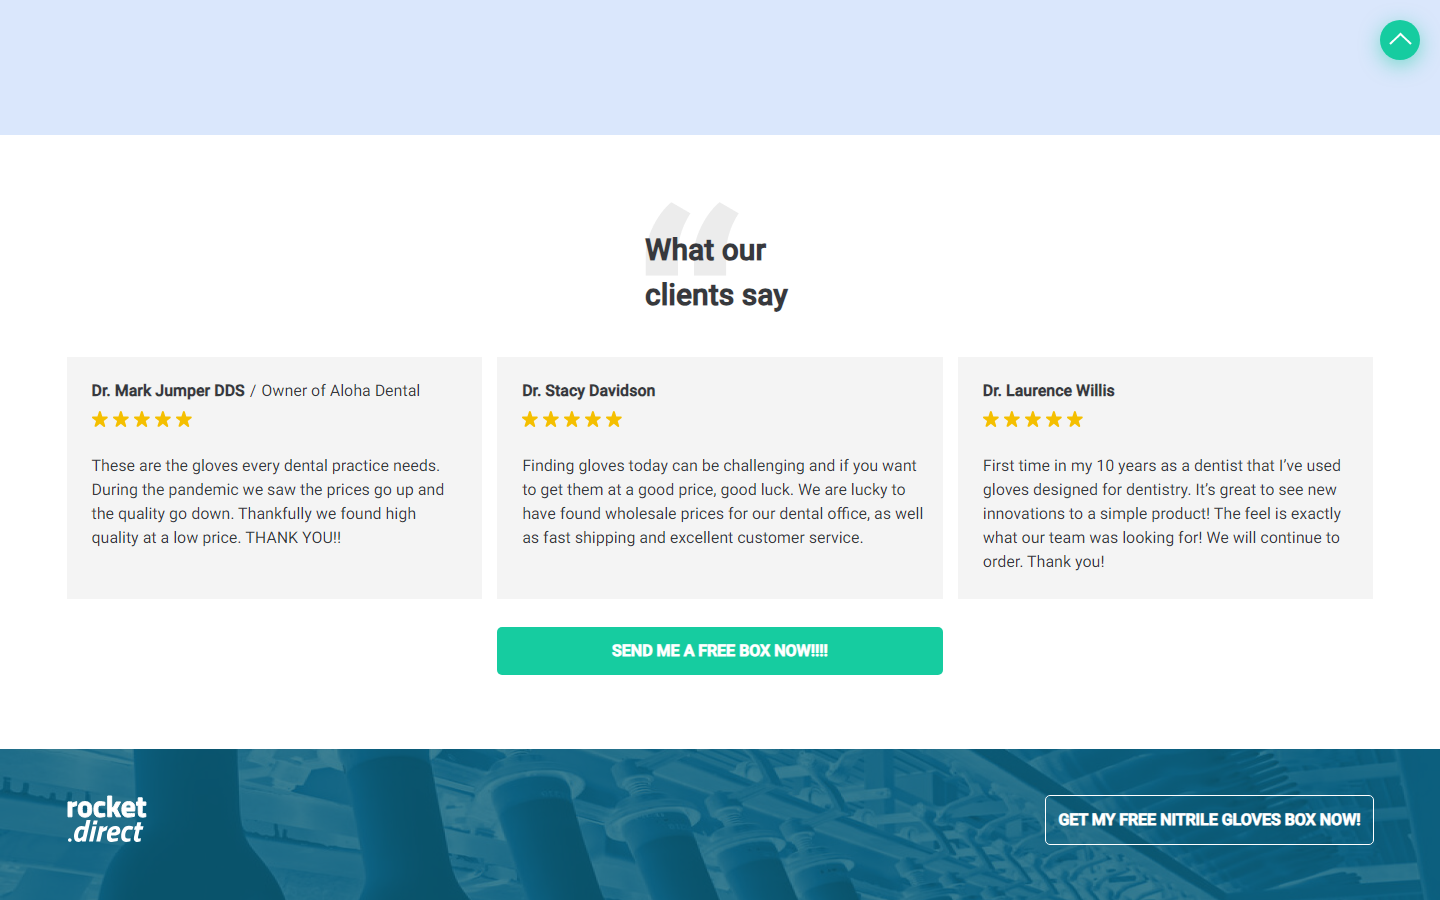 What our
clients say
Dr. Mark Jumper DDS / Owner of Aloha Dental
These are the gloves every dental practice needs.
During the pandemic we saw the prices go up and
the quality go down. Thankfully we found high
quality at a low price. THANK YOU!!
Dr. Stacy Davidson
Finding gloves today can be challenging and if you want
to get them at a good price, good luck. We are lucky to
have found wholesale prices for our dental office, as well
as fast shipping and excellent customer service.
Dr. Laurence Willis
First time in my 10 years as a dentist that I’ve used
gloves designed for dentistry. It’s great to see new
innovations to a simple product! The feel is exactly
what our team was looking for! We will continue to
order. Thank you!
SEND ME A FREE BOX NOW!!!!
rocket
.direct
GET MY FREE NITRILE GLOVES BOX NOW!